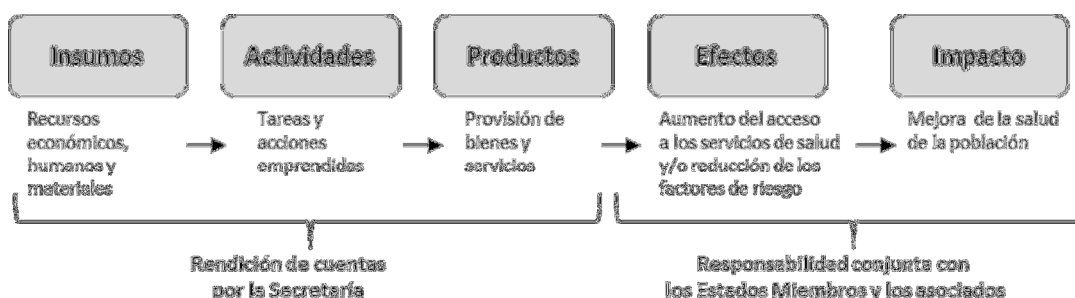 Insumos
Actividades
Productos
Efectos
Impacto
Recursos
económicos,
humanos y
materiales
Tareas y
acciones
emprendidas
Provisión de
bienes y
servicios
Aumento del acceso
a los servicios de salud
y/o reducción de los
factores de riesgo
Mejora de la salud
de la población
Rendición de cuentas
por la Secretaría
Responsabilidad conjunta con
los Estados Miembros y los asociados